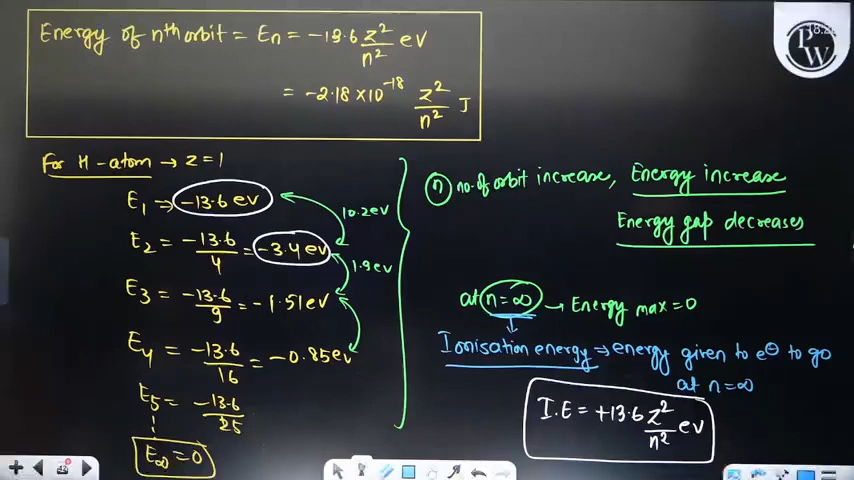 Energy of nth orbit = En = -13.6 z²/n² eV
= -2.18 × 10⁻¹⁸ z²/n² J
For H-atom → z=1
E₁ → -13.6 eV
10.2 eV
E₂ = -13.6/4 = -3.4 eV
1.9 eV
E₃ = -13.6/9 = -1.51 eV
E₄ = -13.6/16 = -0.85 eV
E₅ = -13.6/25
E∞ = 0
(n) no. of orbit increase, Energy increase
Energy gap decreases
at n=∞ → Energy max = 0
Ionisation energy → energy given to e⊖ to go
at n=∞
I.E = +13.6 z²/n² eV
PW